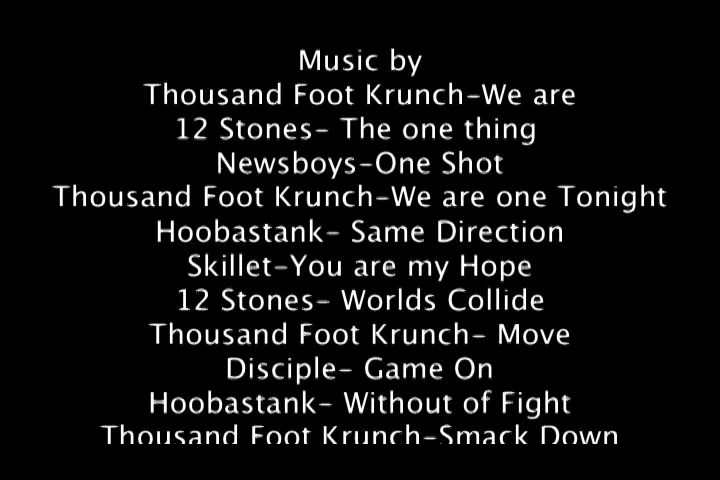 Music by
Thousand Foot Krunch-We are
12 Stones- The one thing
Newsboys-One Shot
Thousand Foot Krunch-We are one Tonight
Hoobastank- Same Direction
Skillet-You are my Hope
12 Stones- Worlds Collide
Thousand Foot Krunch- Move
Disciple- Game On
Hoobastank- Without of Fight
Thousand Foot Krunch-Smack Down